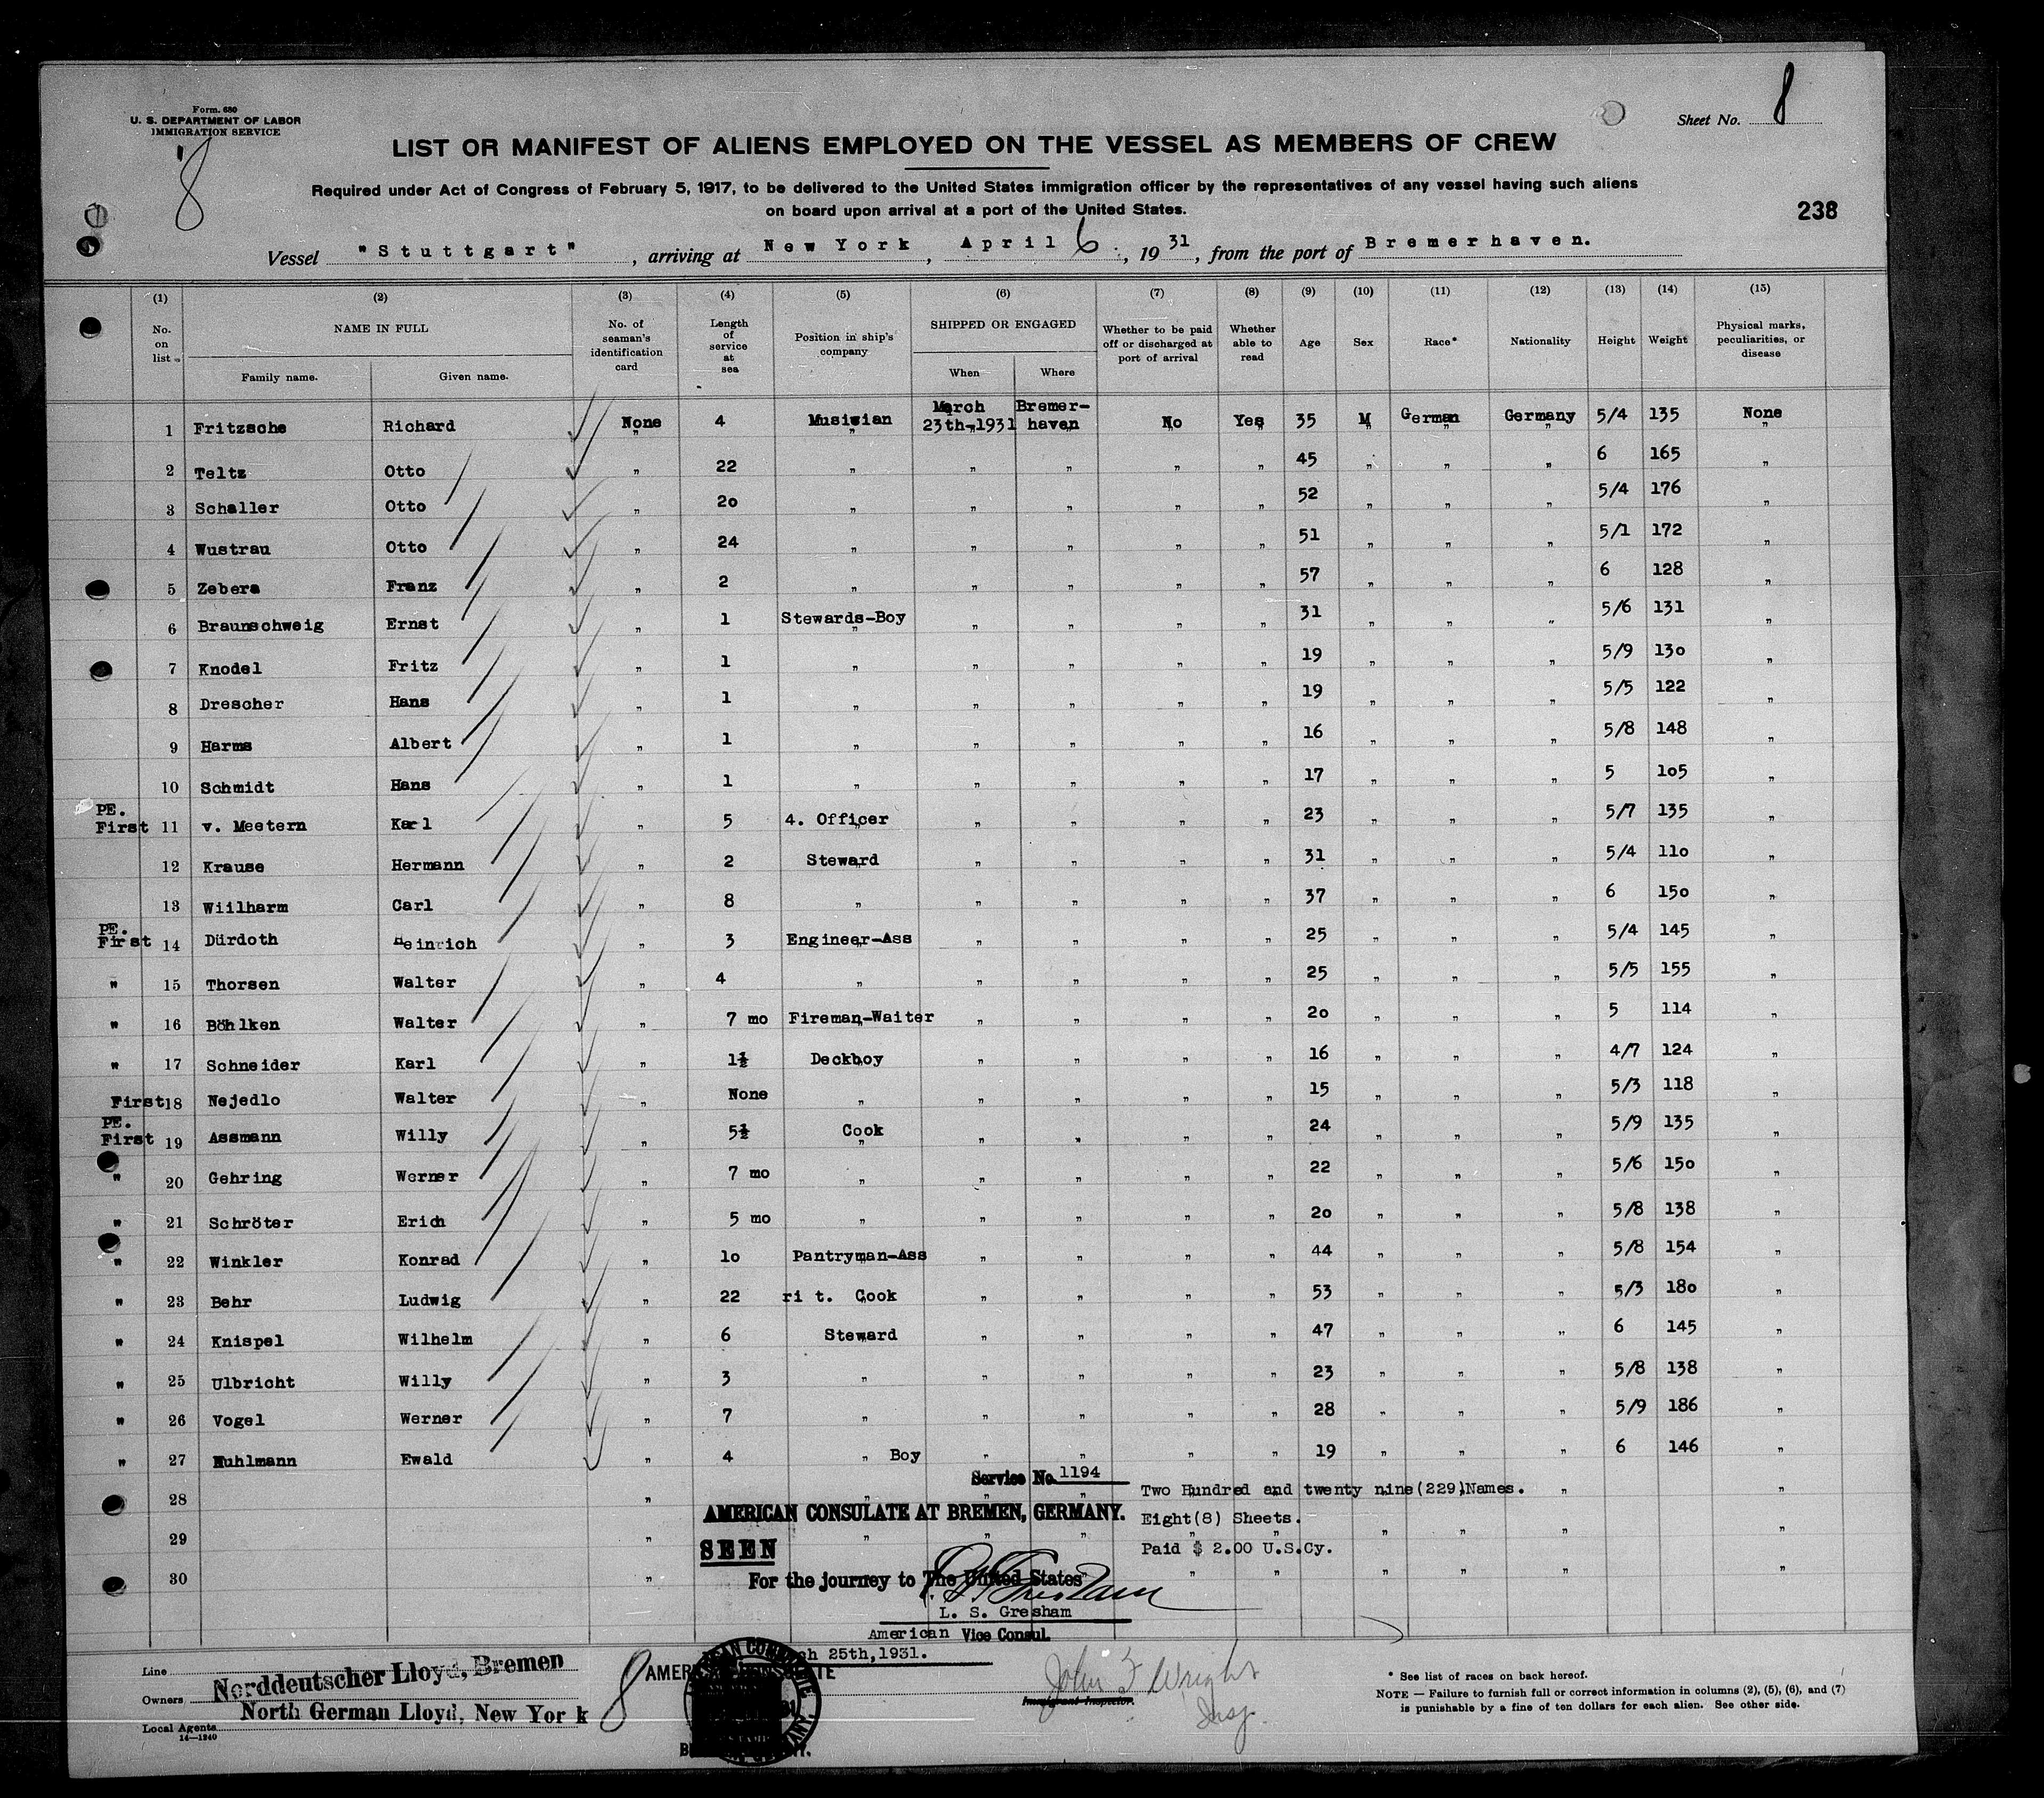 Form. 680
U. S. DEPARTMENT OF LABOR
IMMIGRATION SERVICE
8
Sheet No. 8
LIST OR MANIFEST OF ALIENS EMPLOYED ON THE VESSEL AS MEMBERS OF CREW
Required under Act of Congress of February 5, 1917, to be delivered to the United States immigration officer by the representatives of any vessel having such aliens
on board upon arrival at a port of the United States.
238
Vessel "Stuttgart", arriving at New York, April 6, 1931, from the port of Bremerhaven.
(1) (2) (3) (4) (5) (6) (7) (8) (9) (10) (11) (12) (13) (14) (15)
No. on list NAME IN FULL Family name. Given name. No. of seaman's identification card Length of service at sea Position in ship's company SHIPPED OR ENGAGED When Where Whether to be paid off or discharged at port of arrival Whether able to read Age Sex Race* Nationality Height Weight Physical marks, peculiarities, or disease
1 Fritzsche Richard None 4 Musician March 23th-1931 Bremer-haven No Yes 35 M German Germany 5/4 135 None
2 Teltz Otto " 22 " " " " " 45 " " " 6 165 "
3 Schaller Otto " 20 " " " " " 52 " " " 5/4 176 "
4 Wustrau Otto " 24 " " " " " 51 " " " 5/1 172 "
5 Zebera Franz " 2 " " " " " 57 " " " 6 128 "
6 Braunschweig Ernst " 1 Stewards-Boy " " " " 31 " " " 5/6 131 "
7 Knodel Fritz " 1 " " " " " 19 " " " 5/9 130 "
8 Drescher Hans " 1 " " " " " 19 " " " 5/5 122 "
9 Harms Albert " 1 " " " " " 16 " " " 5/8 148 "
10 Schmidt Hans " 1 " " " " " 17 " " " 5 105 "
PE. First 11 v. Meetern Karl " 5 4. Officer " " " " 23 " " " 5/7 135 "
12 Krause Hermann " 2 Steward " " " " 31 " " " 5/4 110 "
13 Wiilharm Carl " 8 " " " " " 37 " " " 6 150 "
PE. First 14 Dürdoth Heinrich " 3 Engineer-Ass " " " " 25 " " " 5/4 145 "
" 15 Thorsen Walter " 4 " " " " " 25 " " " 5/5 155 "
" 16 Böhlken Walter " 7 mo Fireman-Waiter " " " " 20 " " " 5 114 "
" 17 Schneider Karl " 1½ Deckboy " " " " 16 " " " 4/7 124 "
First 18 Nejedlo Walter " None " " " " " 15 " " " 5/3 118 "
PE. First 19 Assmann Willy " 5½ Cook " " " " 24 " " " 5/9 135 "
" 20 Gehring Werner " 7 mo " " " " " 22 " " " 5/6 150 "
" 21 Schröter Erich " 5 mo " " " " " 20 " " " 5/8 138 "
" 22 Winkler Konrad " 10 Pantryman-Ass " " " " 44 " " " 5/8 154 "
" 23 Behr Ludwig " 22 ri t. Cook " " " " 53 " " " 5/3 180 "
" 24 Knispel Wilhelm " 6 Steward " " " " 47 " " " 6 145 "
" 25 Ulbricht Willy " 3 " " " " " 23 " " " 5/8 138 "
" 26 Vogel Werner " 7 " " " " " 28 " " " 5/9 186 "
" 27 Ewald " 4 " Boy " " " " 19 " " " 6 146 "
Service No. 1194
28 Two Hundred and twenty nine(229)Names.
AMERICAN CONSULATE AT BREMEN, GERMANY. Eight(8) Sheets.
29
SEEN Paid $ 2.00 U.S.Cy.
30
For the journey to The United States
L. S. Gresham
American Vice Consul.
25th,1931.
Line Norddeutscher Lloyd, Bremen
Owners North German Lloyd, New York
Local Agents
14—1240
8
John F Wright
Immigrant Inspector.
Insp.
* See list of races on back hereof.
NOTE — Failure to furnish full or correct information in columns (2), (5), (6), and (7)
is punishable by a fine of ten dollars for each alien. See other side.